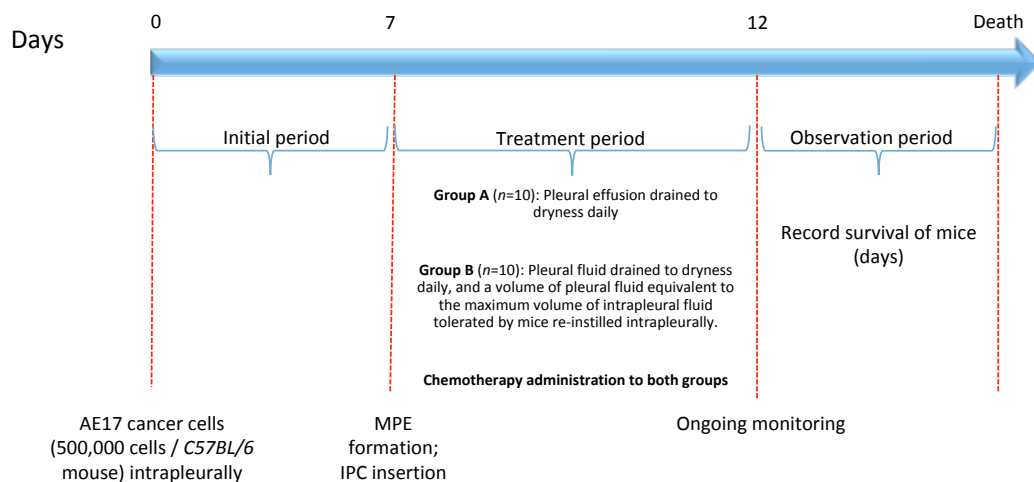 Days
0
7
12
Death
Initial period
Treatment period
Observation period
Group A (n=10): Pleural effusion drained to
dryness daily
Group B (n=10): Pleural fluid drained to dryness
daily, and a volume of pleural fluid equivalent to
the maximum volume of intrapleural fluid
tolerated by mice re-instilled intrapleurally.
Chemotherapy administration to both groups
Record survival of mice
(days)
AE17 cancer cells
(500,000 cells / C57BL/6
mouse) intrapleurally
MPE
formation;
IPC insertion
Ongoing monitoring